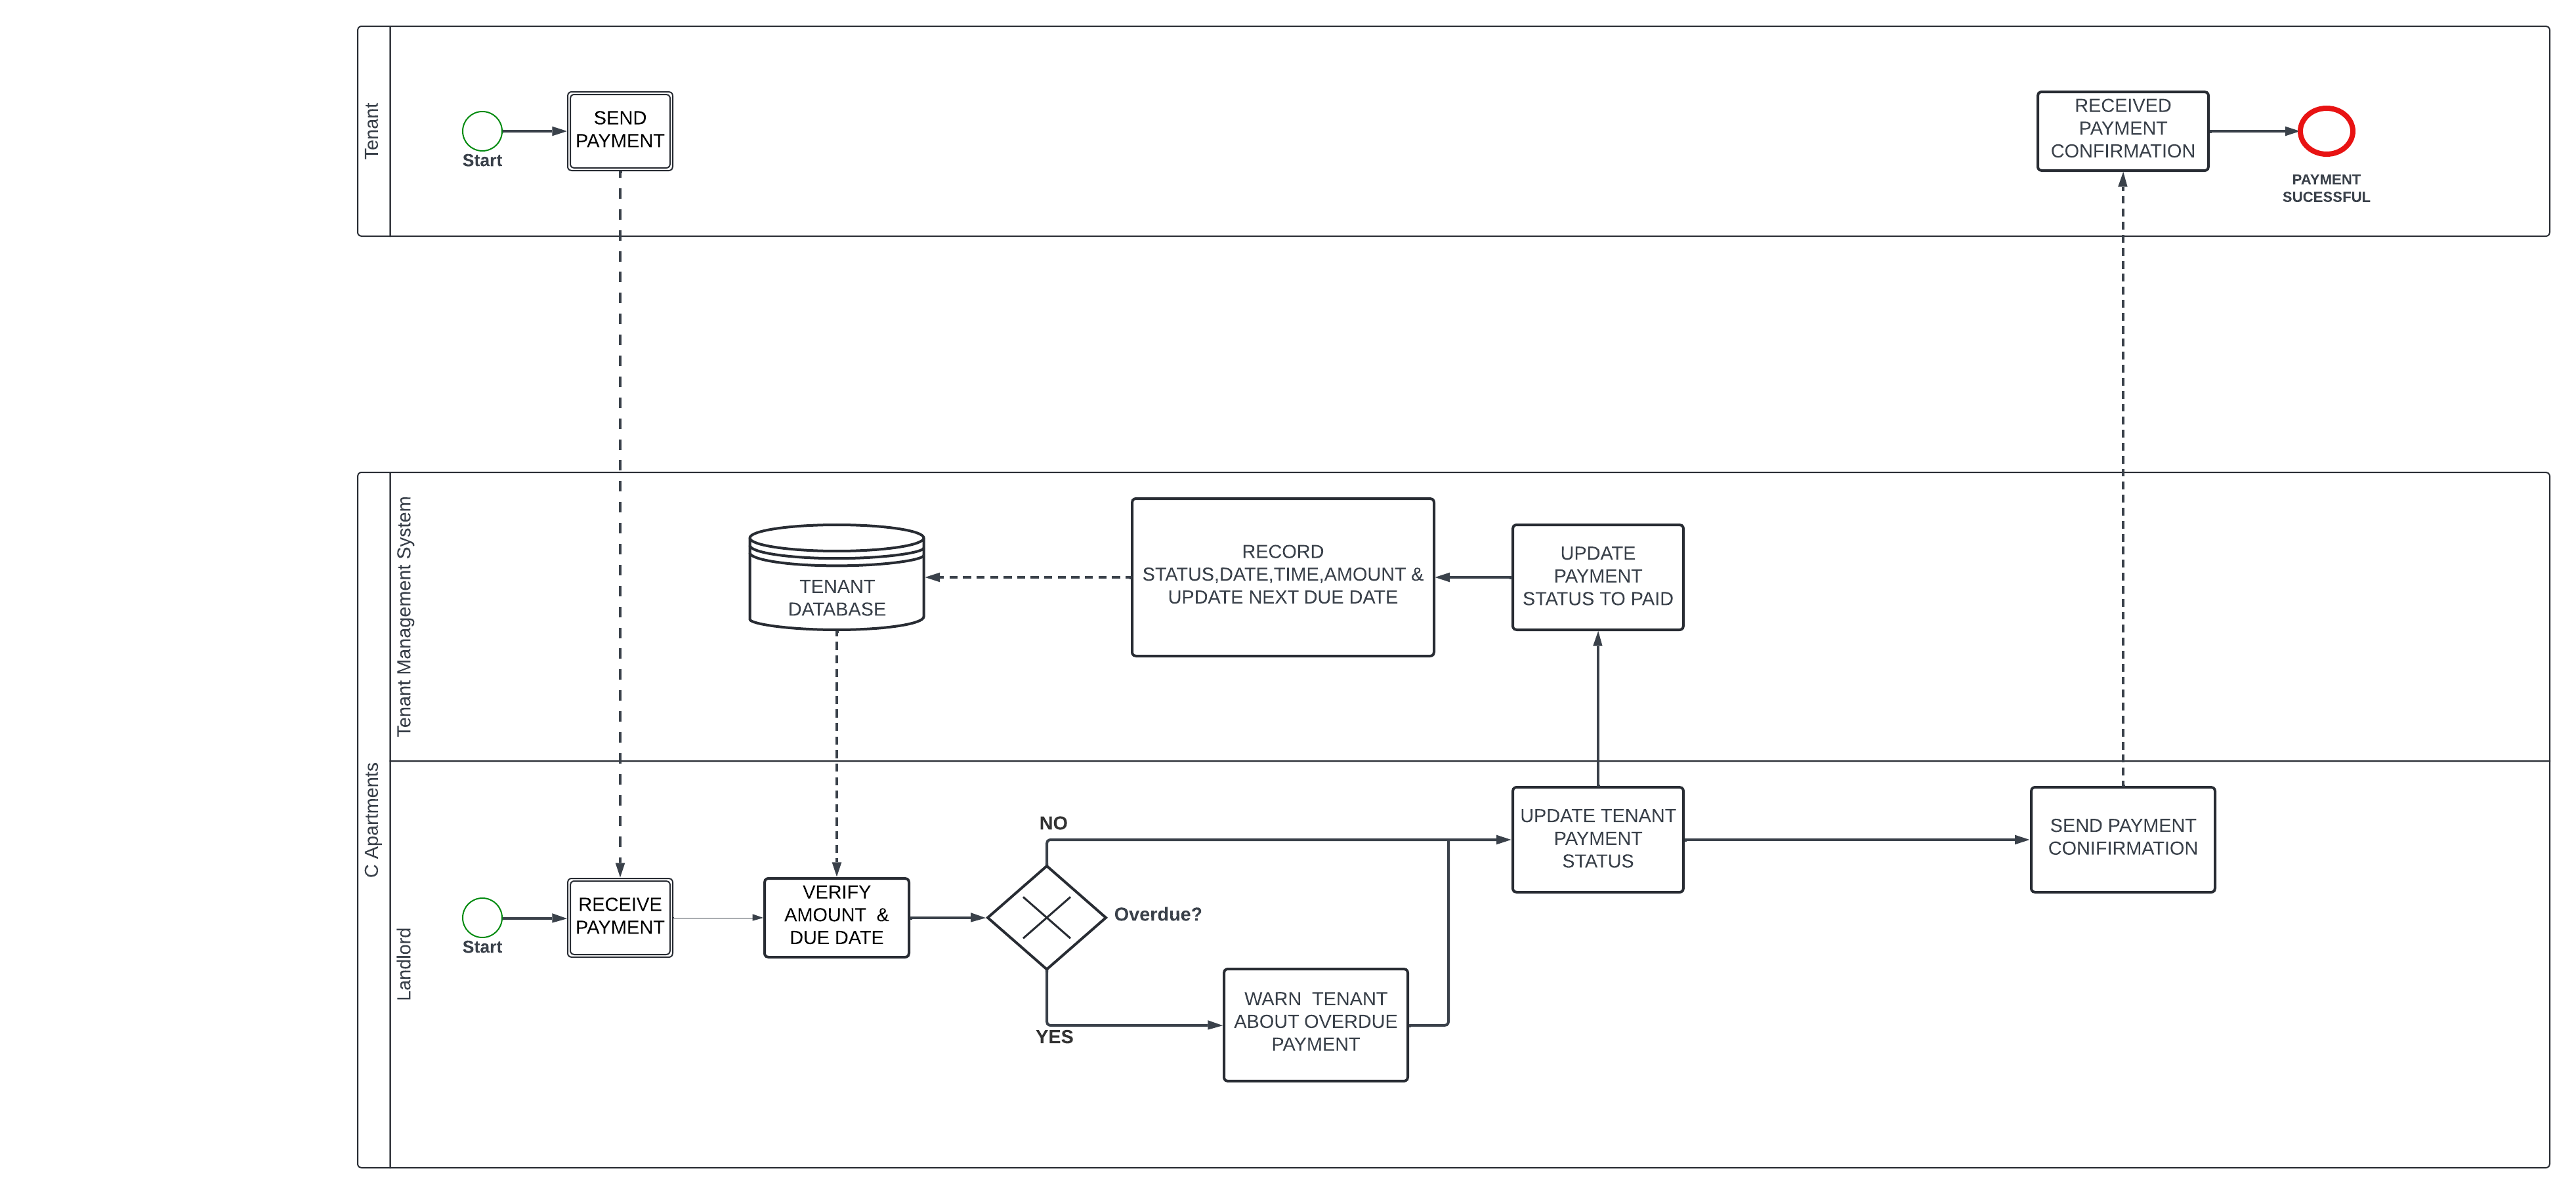 Tenant
Start
SEND
PAYMENT
RECEIVED
PAYMENT
CONFIRMATION
PAYMENT
SUCESSFUL
C Apartments
Tenant Management System
TENANT
DATABASE
RECORD
STATUS,DATE,TIME,AMOUNT &
UPDATE NEXT DUE DATE
UPDATE
PAYMENT
STATUS TO PAID
Landlord
Start
RECEIVE
PAYMENT
VERIFY
AMOUNT &
DUE DATE
NO
Overdue?
YES
WARN TENANT
ABOUT OVERDUE
PAYMENT
UPDATE TENANT
PAYMENT
STATUS
SEND PAYMENT
CONIFIRMATION